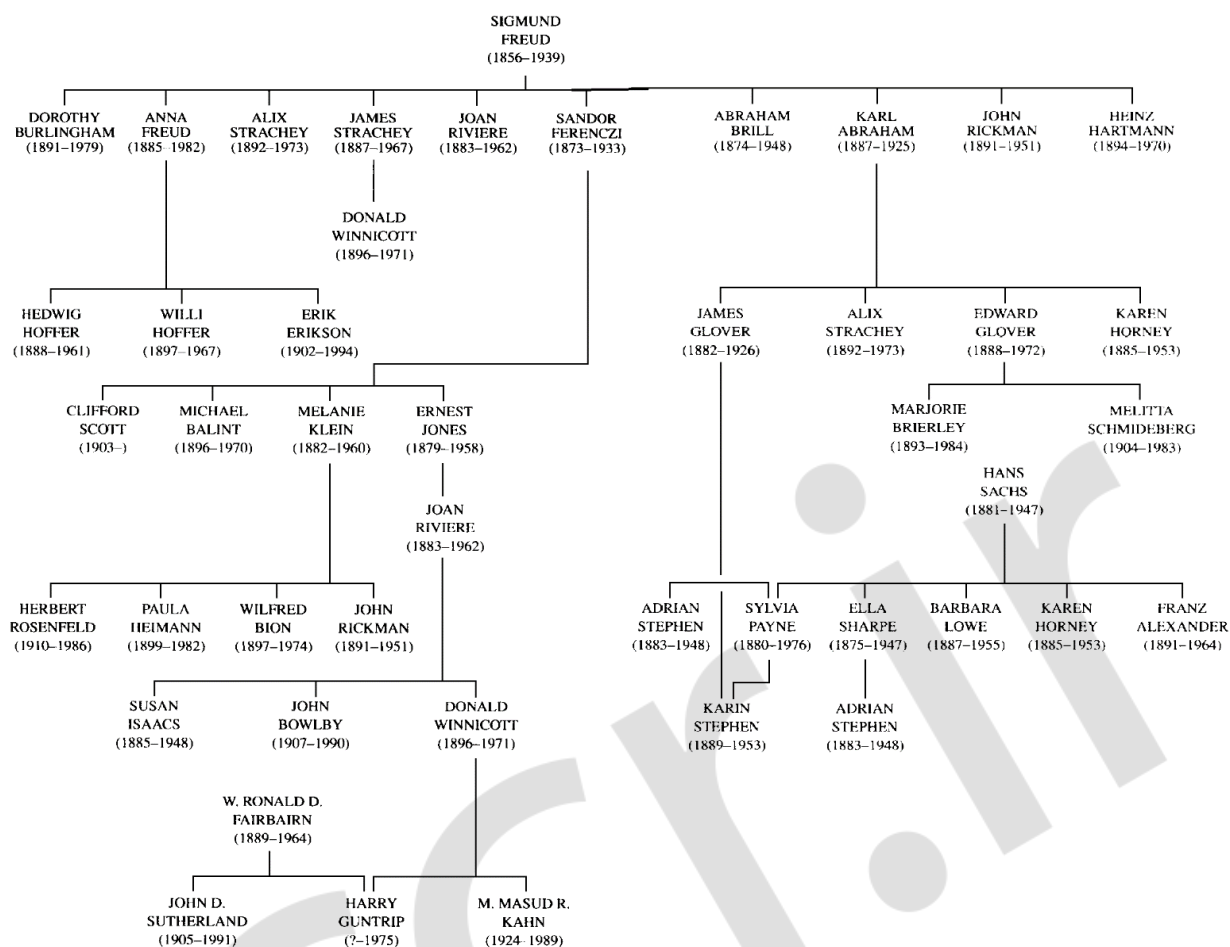 SIGMUND
FREUD
(1856–1939)
DOROTHY
BURLINGHAM
(1891–1979)
ANNA
FREUD
(1885–1982)
ALIX
STRACHEY
(1892–1973)
JAMES
STRACHEY
(1887–1967)
JOAN
RIVIERE
(1883–1962)
SANDOR
FERENCZI
(1873–1933)
ABRAHAM
BRILL
(1874–1948)
KARL
ABRAHAM
(1887–1925)
JOHN
RICKMAN
(1891–1951)
HEINZ
HARTMANN
(1894–1970)
DONALD
WINNICOTT
(1896–1971)
HEDWIG
HOFFER
(1888–1961)
WILLI
HOFFER
(1897–1967)
ERIK
ERIKSON
(1902–1994)
JAMES
GLOVER
(1882–1926)
ALIX
STRACHEY
(1892–1973)
EDWARD
GLOVER
(1888–1972)
KAREN
HORNEY
(1885–1953)
CLIFFORD
SCOTT
(1903–)
MICHAEL
BALINT
(1896–1970)
MELANIE
KLEIN
(1882–1960)
ERNEST
JONES
(1879–1958)
MARJORIE
BRIERLEY
(1893–1984)
MELITTA
SCHMIDEBERG
(1904–1983)
HANS
SACHS
(1881–1947)
JOAN
RIVIERE
(1883–1962)
HERBERT
ROSENFELD
(1910–1986)
PAULA
HEIMANN
(1899–1982)
WILFRED
BION
(1897–1974)
JOHN
RICKMAN
(1891–1951)
ADRIAN
STEPHEN
(1883–1948)
SYLVIA
PAYNE
(1880–1976)
ELLA
SHARPE
(1875–1947)
BARBARA
LOWE
(1887–1955)
KAREN
HORNEY
(1885–1953)
FRANZ
ALEXANDER
(1891–1964)
SUSAN
ISAACS
(1885–1948)
JOHN
BOWLBY
(1907–1990)
DONALD
WINNICOTT
(1896–1971)
KARIN
STEPHEN
(1889–1953)
ADRIAN
STEPHEN
(1883–1948)
W. RONALD D.
FAIRBAIRN
(1889–1964)
JOHN D.
SUTHERLAND
(1905–1991)
HARRY
GUNTRIP
(?–1975)
M. MASUD R.
KAHN
(1924–1989)
cr.ir